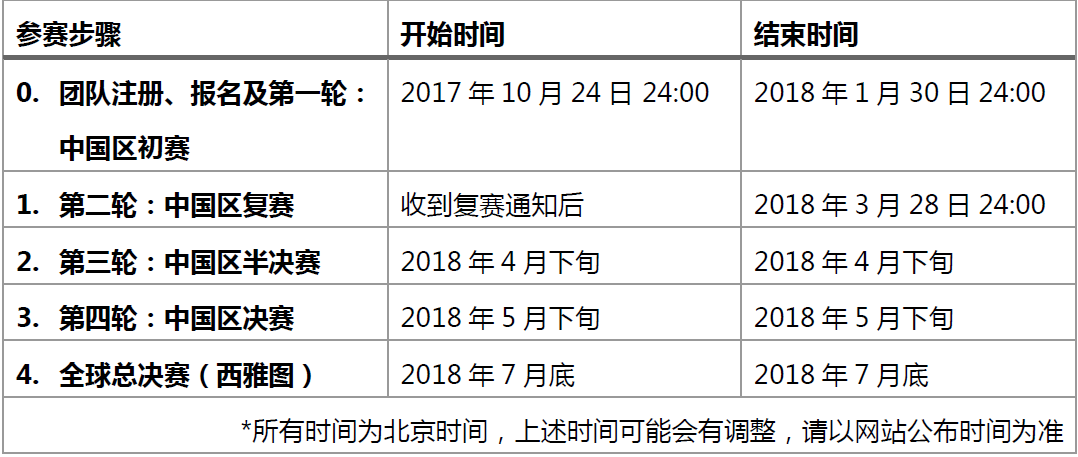 参赛步骤 开始时间 结束时间
0. 团队注册、报名及第一轮： 2017 年 10 月 24 日 24:00 2018 年 1 月 30 日 24:00
中国区初赛
1. 第二轮：中国区复赛 收到复赛通知后 2018 年 3 月 28 日 24:00
2. 第三轮：中国区半决赛 2018 年 4 月下旬 2018 年 4 月下旬
3. 第四轮：中国区决赛 2018 年 5 月下旬 2018 年 5 月下旬
4. 全球总决赛（西雅图） 2018 年 7 月底 2018 年 7 月底
*所有时间为北京时间，上述时间可能会有调整，请以网站公布时间为准